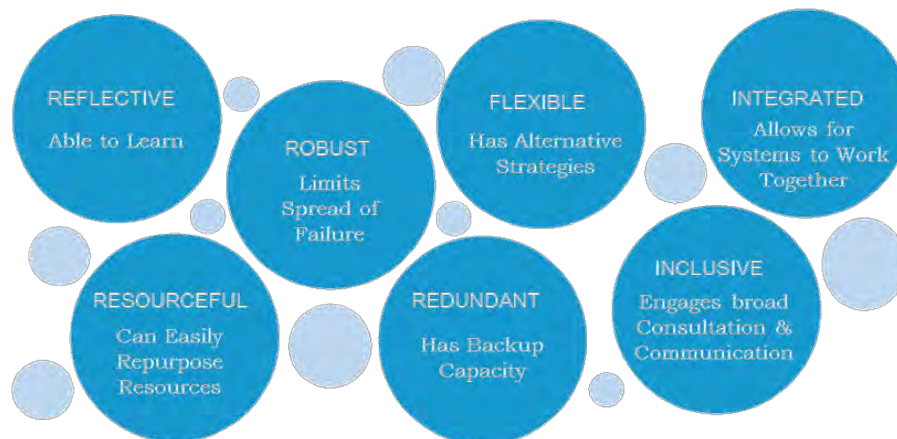 REFLECTIVE
Able to Learn
ROBUST
Limits
Spread of
Failure
FLEXIBLE
Has Alternative
Strategies
INTEGRATED
Allows for
Systems to Work
Together
RESOURCEFUL
Can Easily
Repurpose
Resources
REDUNDANT
Has Backup
Capacity
INCLUSIVE
Engages broad
Consultation &
Communication